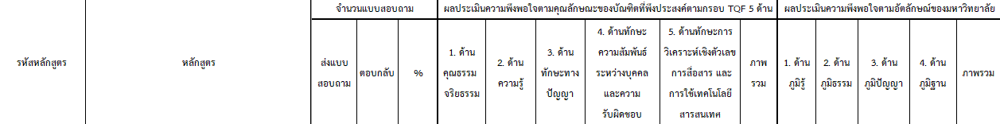 จำนวนแบบสอบถาม
ผลประเมินความพึงพอใจตามคุณลักษณะของบัณฑิตที่พึงประสงค์ตามกรอบ TQF 5 ด้าน
ผลประเมินความพึงพอใจตามอัตลักษณ์ของมหาวิทยาลัย
รหัสหลักสูตร
หลักสูตร
ส่งแบบ
สอบถาม
ตอบกลับ
%
1. ด้าน
คุณธรรม
จริยธรรม
2. ด้าน
ความรู้
3. ด้าน
ทักษะทาง
ปัญญา
4. ด้านทักษะ
ความสัมพันธ์
ระหว่างบุคคล
และความ
รับผิดชอบ
5. ด้านทักษะการ
วิเคราะห์เชิงตัวเลข
การสื่อสาร และ
การใช้เทคโนโลยี
สารสนเทศ
ภาพ
รวม
1. ด้าน
ภูมิรู้
2. ด้าน
ภูมิธรรม
3. ด้าน
ภูมิปัญญา
4. ด้าน
ภูมิฐาน
ภาพรวม